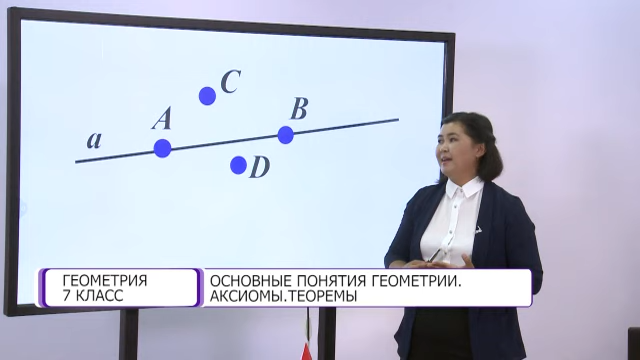 C
B
A
a
D
ГЕОМЕТРИЯ
7 КЛАСС
ОСНОВНЫЕ ПОНЯТИЯ ГЕОМЕТРИИ.
АКСИОМЫ.ТЕОРЕМЫ